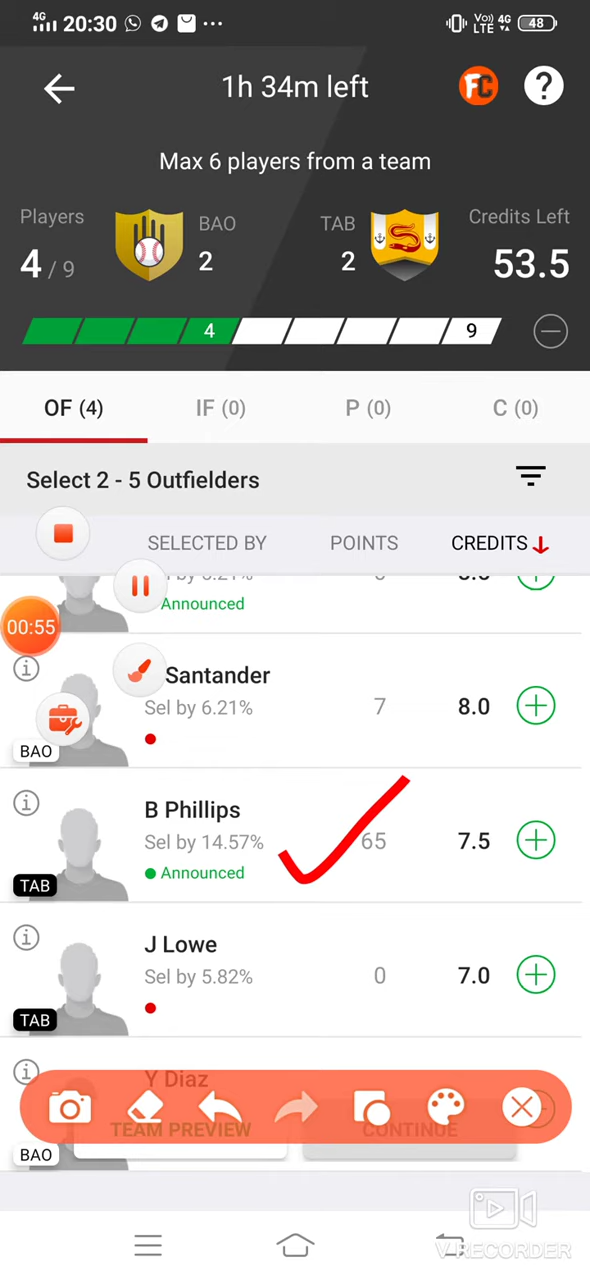 4G 20:30 ... Vo)) LTE 4G 48
1h 34m left
FC ?
Max 6 players from a team
Players BAO TAB Credits Left
4 / 9 2 2 53.5
4 9
OF (4) IF (0) P (0) C (0)
Select 2 - 5 Outfielders
SELECTED BY POINTS CREDITS
Announced
00:55
Santander
Sel by 6.21% 7 8.0
BAO
B Phillips
Sel by 14.57% 65 7.5
Announced
TAB
J Lowe
Sel by 5.82% 0 7.0
TAB
Y Diaz
TEAM PREVIEW CONTINUE
BAO
V RECORDER